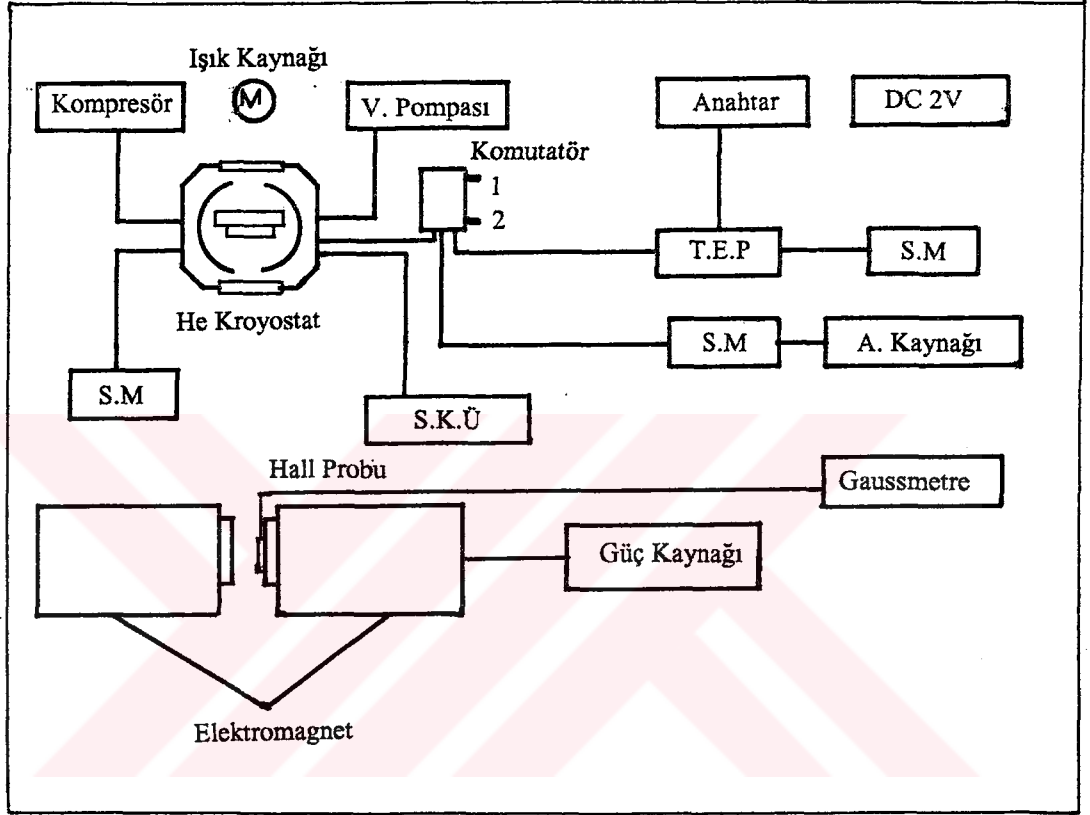 Işık Kaynağı
Kompresör
M
V. Pompası
Anahtar
DC 2V
Komutatör
1
2
T.E.P
S.M
He Kroyostat
S.M
A. Kaynağı
S.M
S.K.Ü
Hall Probu
Gaussmetre
Güç Kaynağı
Elektromagnet